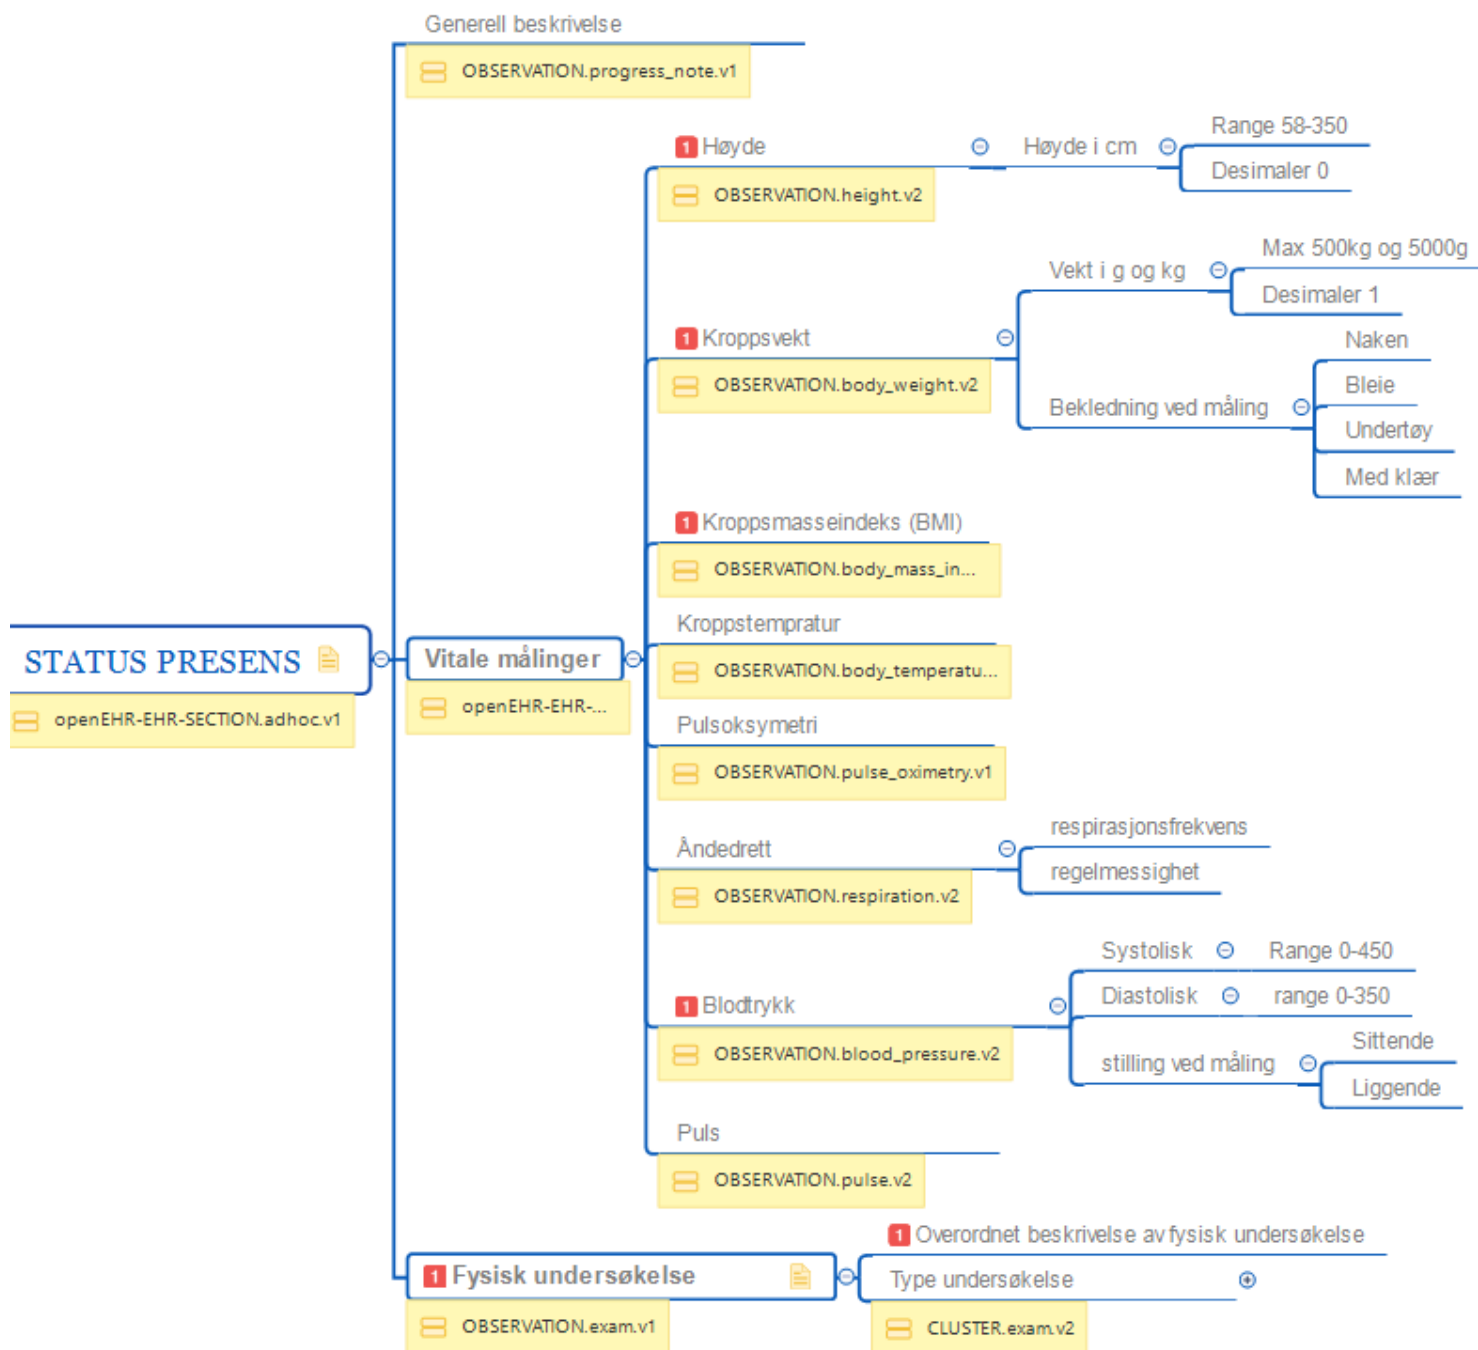 Generell beskrivelse
OBSERVATION.progress_note.v1
1 Høyde
Høyde i cm
Range 58-350
Desimaler 0
OBSERVATION.height.v2
Vekt i g og kg
Max 500kg og 5000g
Desimaler 1
1 Kroppsvekt
OBSERVATION.body_weight.v2
Bekledning ved måling
Naken
Bleie
Undertøy
Med klær
1 Kroppsmasseindeks (BMI)
OBSERVATION.body_mass_in...
Kroppstempratur
OBSERVATION.body_temperatu...
STATUS PRESENS
openEHR-EHR-SECTION.adhoc.v1
Vitale målinger
openEHR-EHR-...
Pulsoksymetri
OBSERVATION.pulse_oximetry.v1
Åndedrett
OBSERVATION.respiration.v2
respirasjonsfrekvens
regelmessighet
1 Blodtrykk
OBSERVATION.blood_pressure.v2
Systolisk
Range 0-450
Diastolisk
range 0-350
stilling ved måling
Sittende
Liggende
Puls
OBSERVATION.pulse.v2
1 Fysisk undersøkelse
OBSERVATION.exam.v1
1 Overordnet beskrivelse av fysisk undersøkelse
Type undersøkelse
CLUSTER.exam.v2